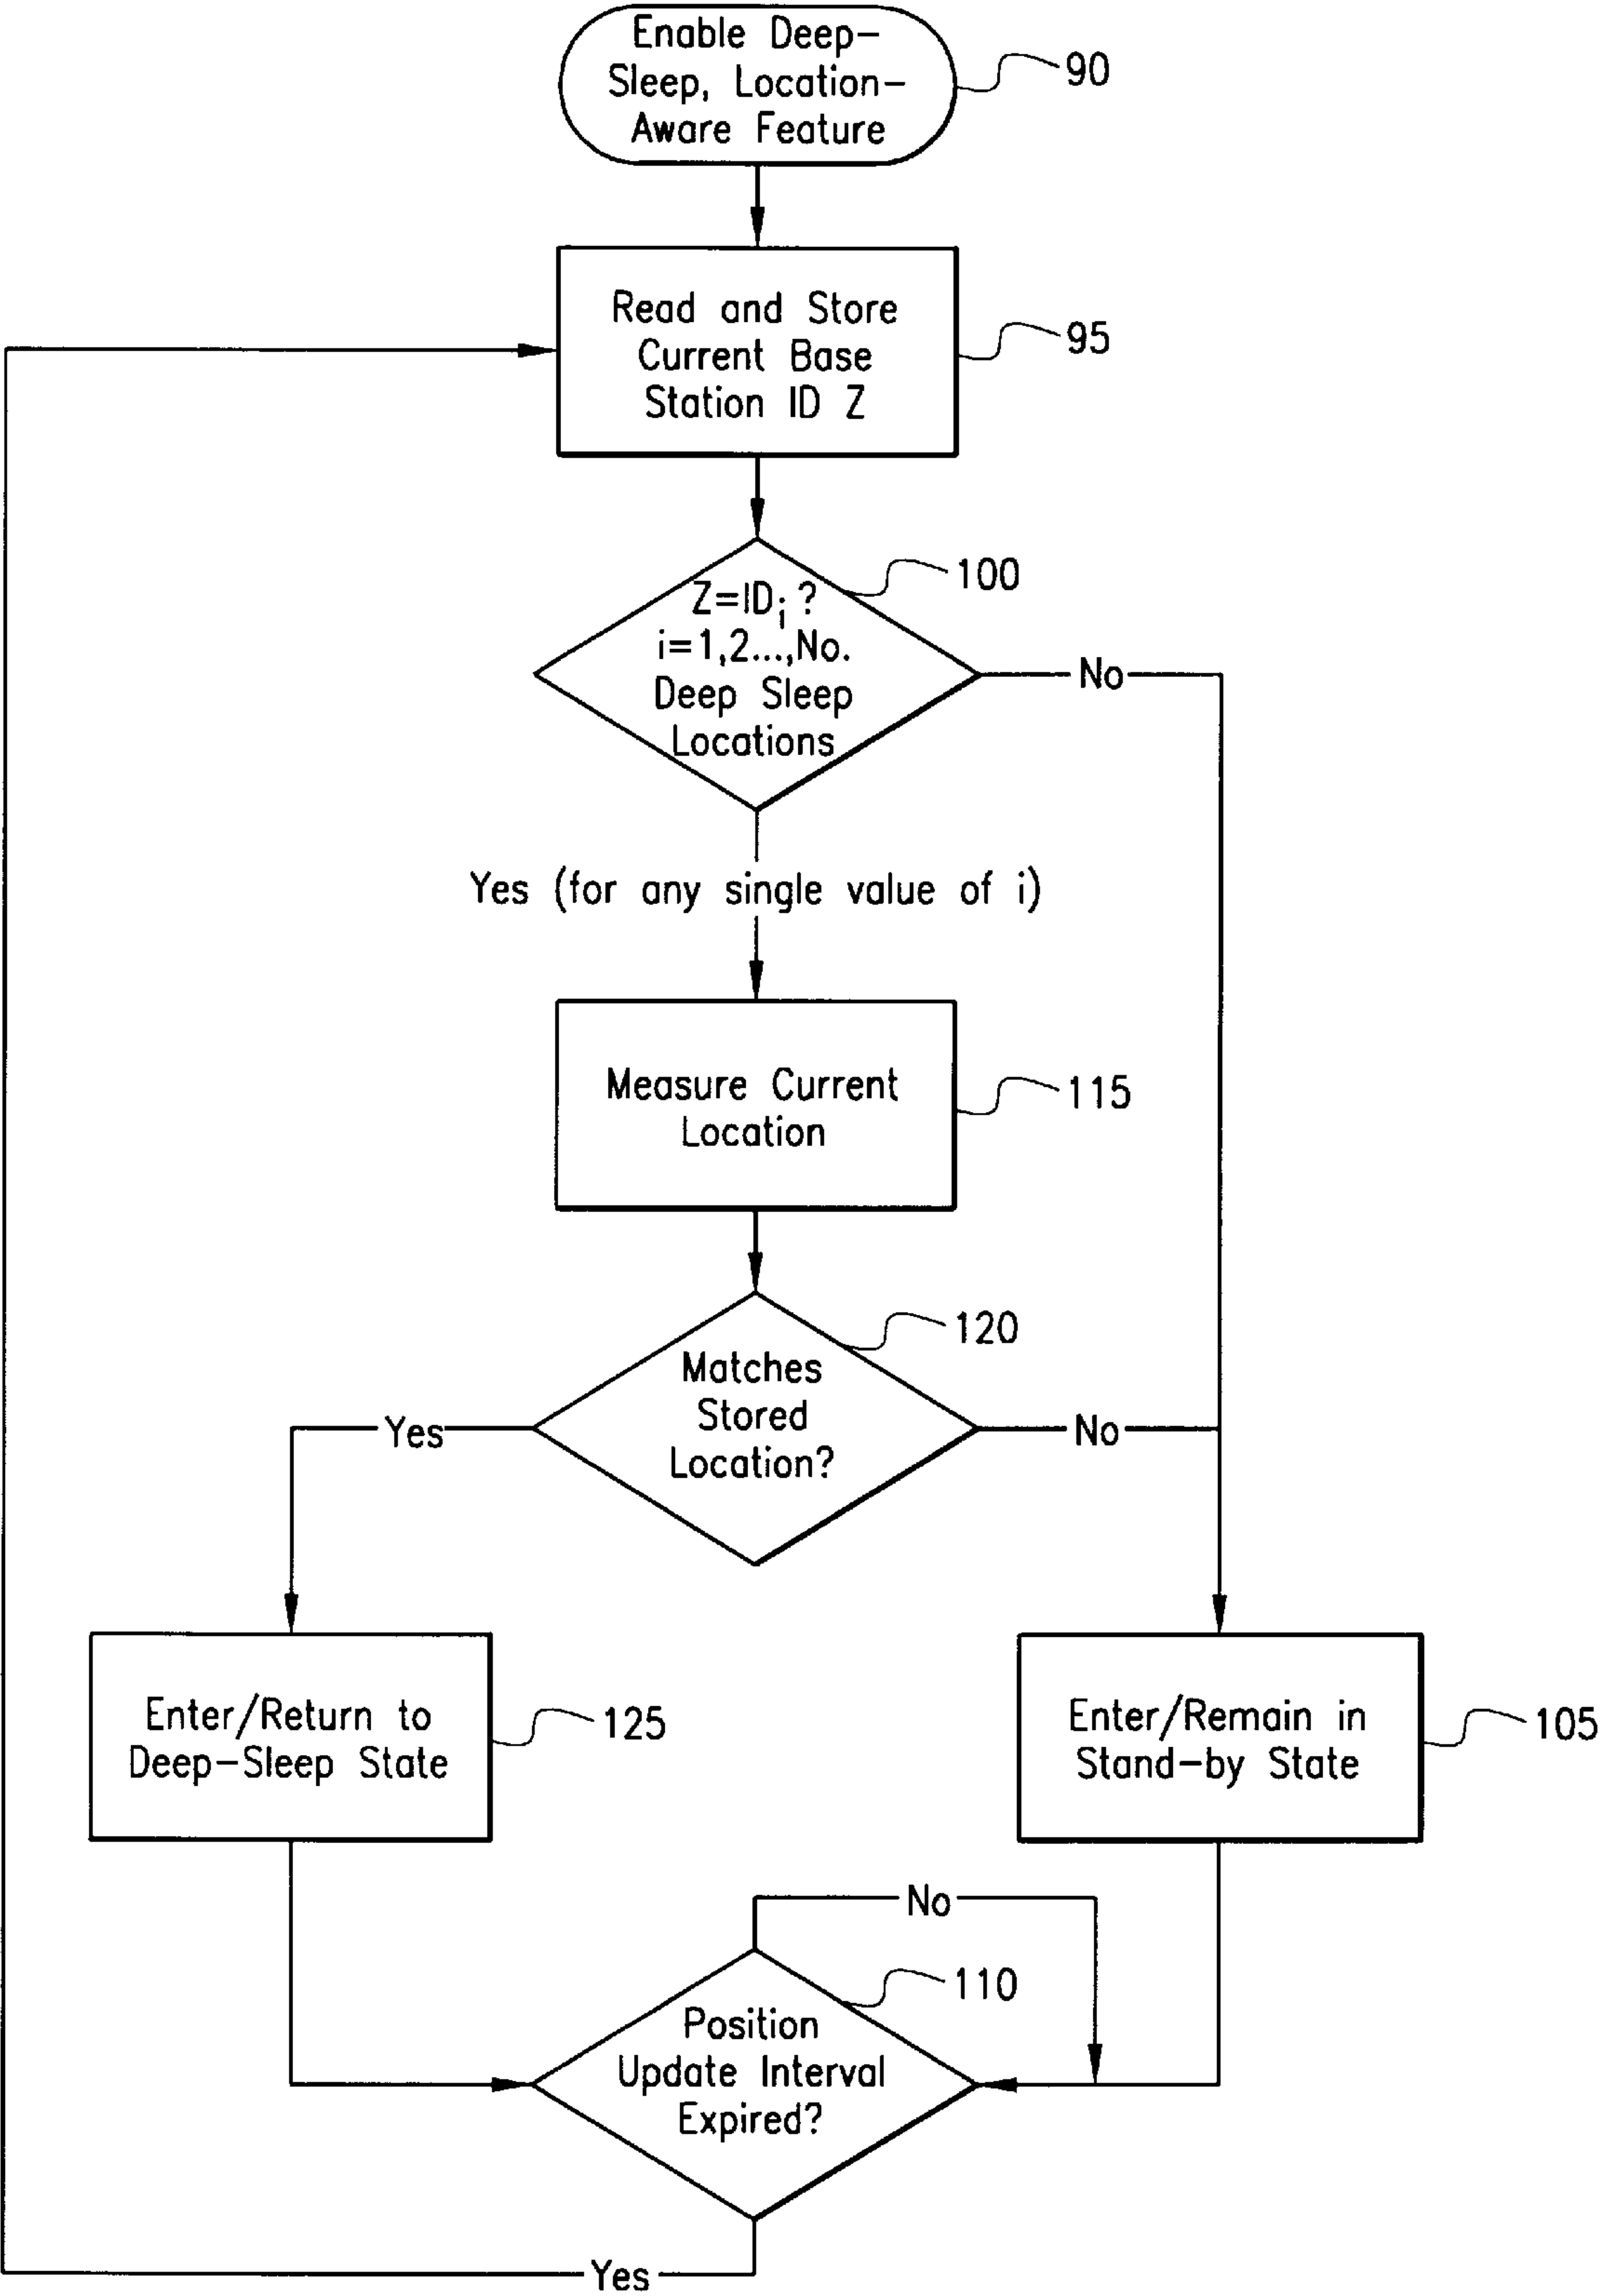 Enable Deep-
Sleep, Location-
Aware Feature
90
Read and Store
Current Base
Station ID Z
95
Z=IDi ?
i=1,2...,No.
Deep Sleep
Locations
100
No
Yes (for any single value of i)
Measure Current
Location
115
Matches
Stored
Location?
120
Yes
No
Enter/Return to
Deep-Sleep State
125
Enter/Remain in
Stand-by State
105
No
Position
Update Interval
Expired?
110
Yes